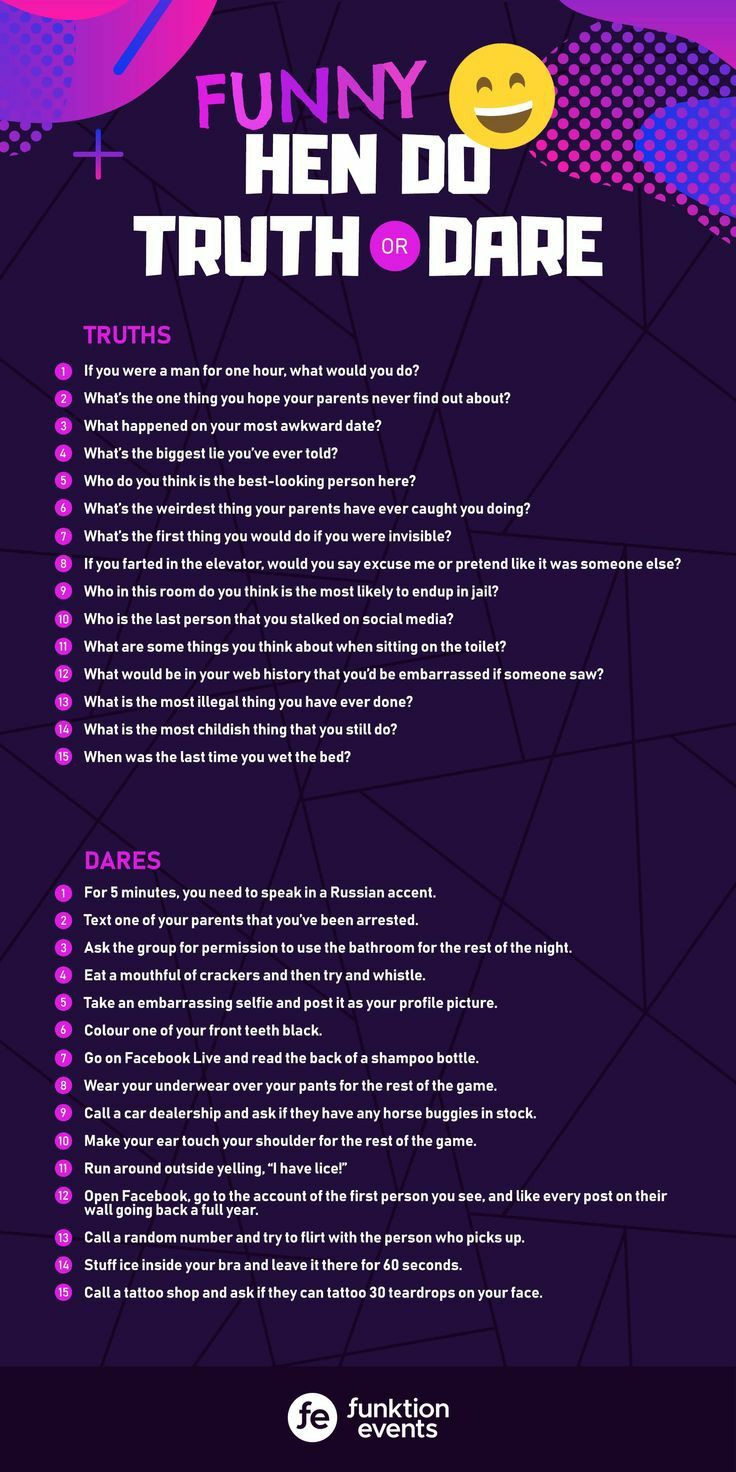 FUNNY
HEN DO
TRUTH OR DARE
TRUTHS
1 If you were a man for one hour, what would you do?
2 What's the one thing you hope your parents never find out about?
3 What happened on your most awkward date?
4 What's the biggest lie you've ever told?
5 Who do you think is the best-looking person here?
6 What's the weirdest thing your parents have ever caught you doing?
7 What's the first thing you would do if you were invisible?
8 If you farted in the elevator, would you say excuse me or pretend like it was someone else?
9 Who in this room do you think is the most likely to endup in jail?
10 Who is the last person that you stalked on social media?
11 What are some things you think about when sitting on the toilet?
12 What would be in your web history that you'd be embarrassed if someone saw?
13 What is the most illegal thing you have ever done?
14 What is the most childish thing that you still do?
15 When was the last time you wet the bed?
DARES
1 For 5 minutes, you need to speak in a Russian accent.
2 Text one of your parents that you've been arrested.
3 Ask the group for permission to use the bathroom for the rest of the night.
4 Eat a mouthful of crackers and then try and whistle.
5 Take an embarrassing selfie and post it as your profile picture.
6 Colour one of your front teeth black.
7 Go on Facebook Live and read the back of a shampoo bottle.
8 Wear your underwear over your pants for the rest of the game.
9 Call a car dealership and ask if they have any horse buggies in stock.
10 Make your ear touch your shoulder for the rest of the game.
11 Run around outside yelling, “I have lice!”
12 Open Facebook, go to the account of the first person you see, and like every post on their
wall going back a full year.
13 Call a random number and try to flirt with the person who picks up.
14 Stuff ice inside your bra and leave it there for 60 seconds.
15 Call a tattoo shop and ask if they can tattoo 30 teardrops on your face.
fe funktion
events